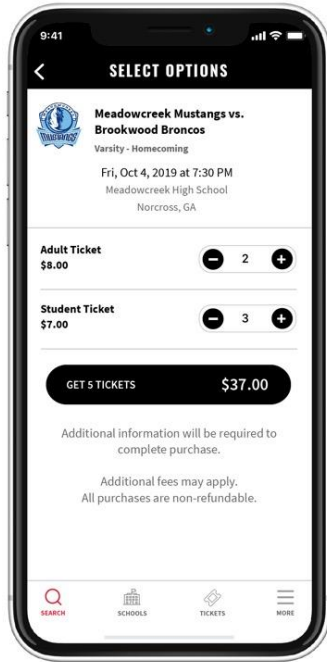 9:41
SELECT OPTIONS
MUSTANGS
Meadowcreek Mustangs vs.
Brookwood Broncos
Varsity - Homecoming
Fri, Oct 4, 2019 at 7:30 PM
Meadowcreek High School
Norcross, GA
Adult Ticket
$8.00
2
Student Ticket
$7.00
3
GET 5 TICKETS $37.00
Additional information will be required to
complete purchase.
Additional fees may apply.
All purchases are non-refundable.
SEARCH SCHOOLS TICKETS MORE